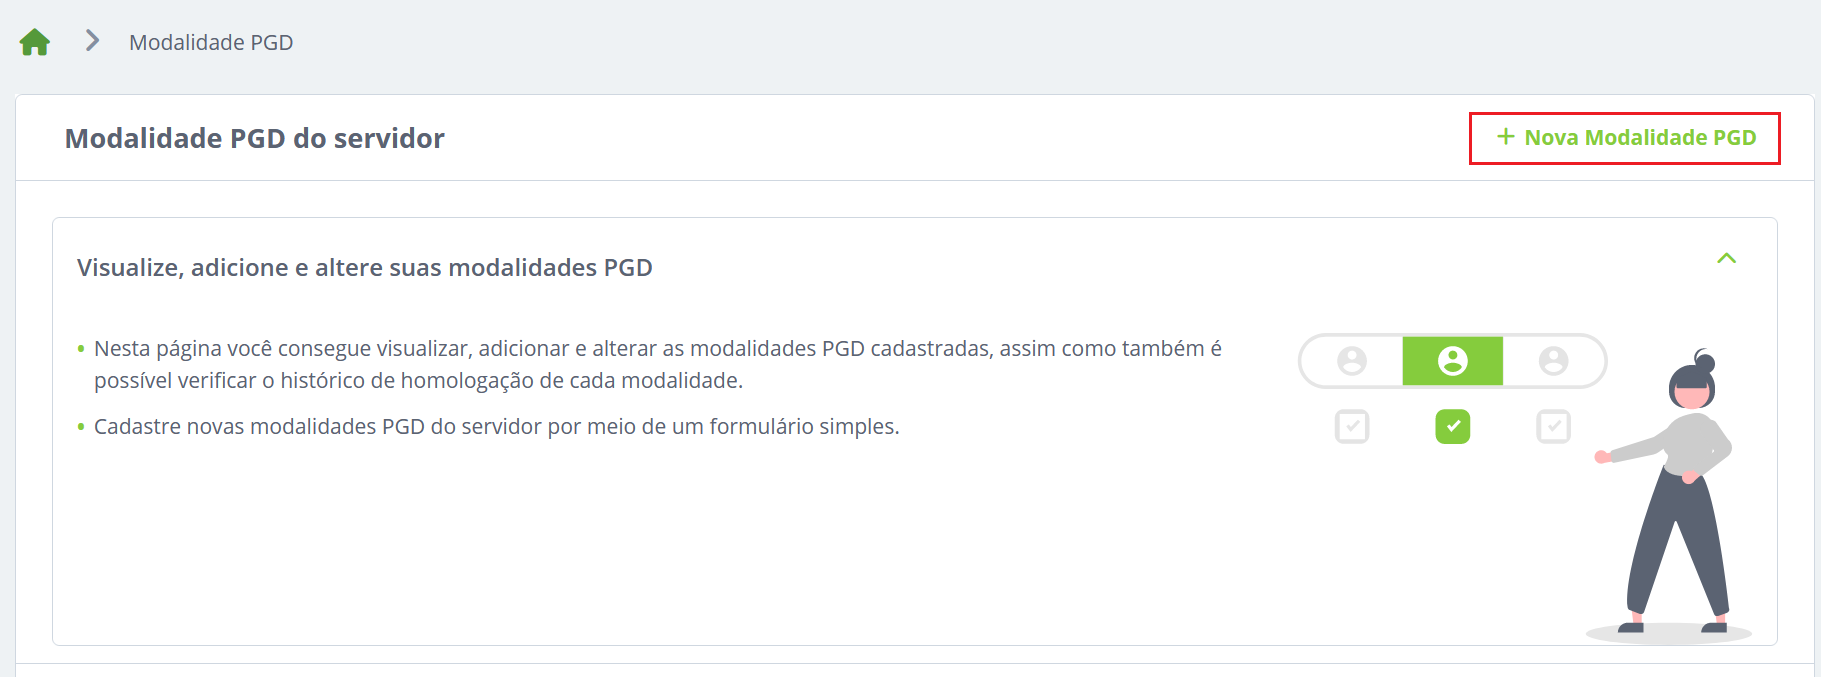 Modalidade PGD
Modalidade PGD do servidor
+ Nova Modalidade PGD
Visualize, adicione e altere suas modalidades PGD
• Nesta página você consegue visualizar, adicionar e alterar as modalidades PGD cadastradas, assim como também é
possível verificar o histórico de homologação de cada modalidade.
• Cadastre novas modalidades PGD do servidor por meio de um formulário simples.